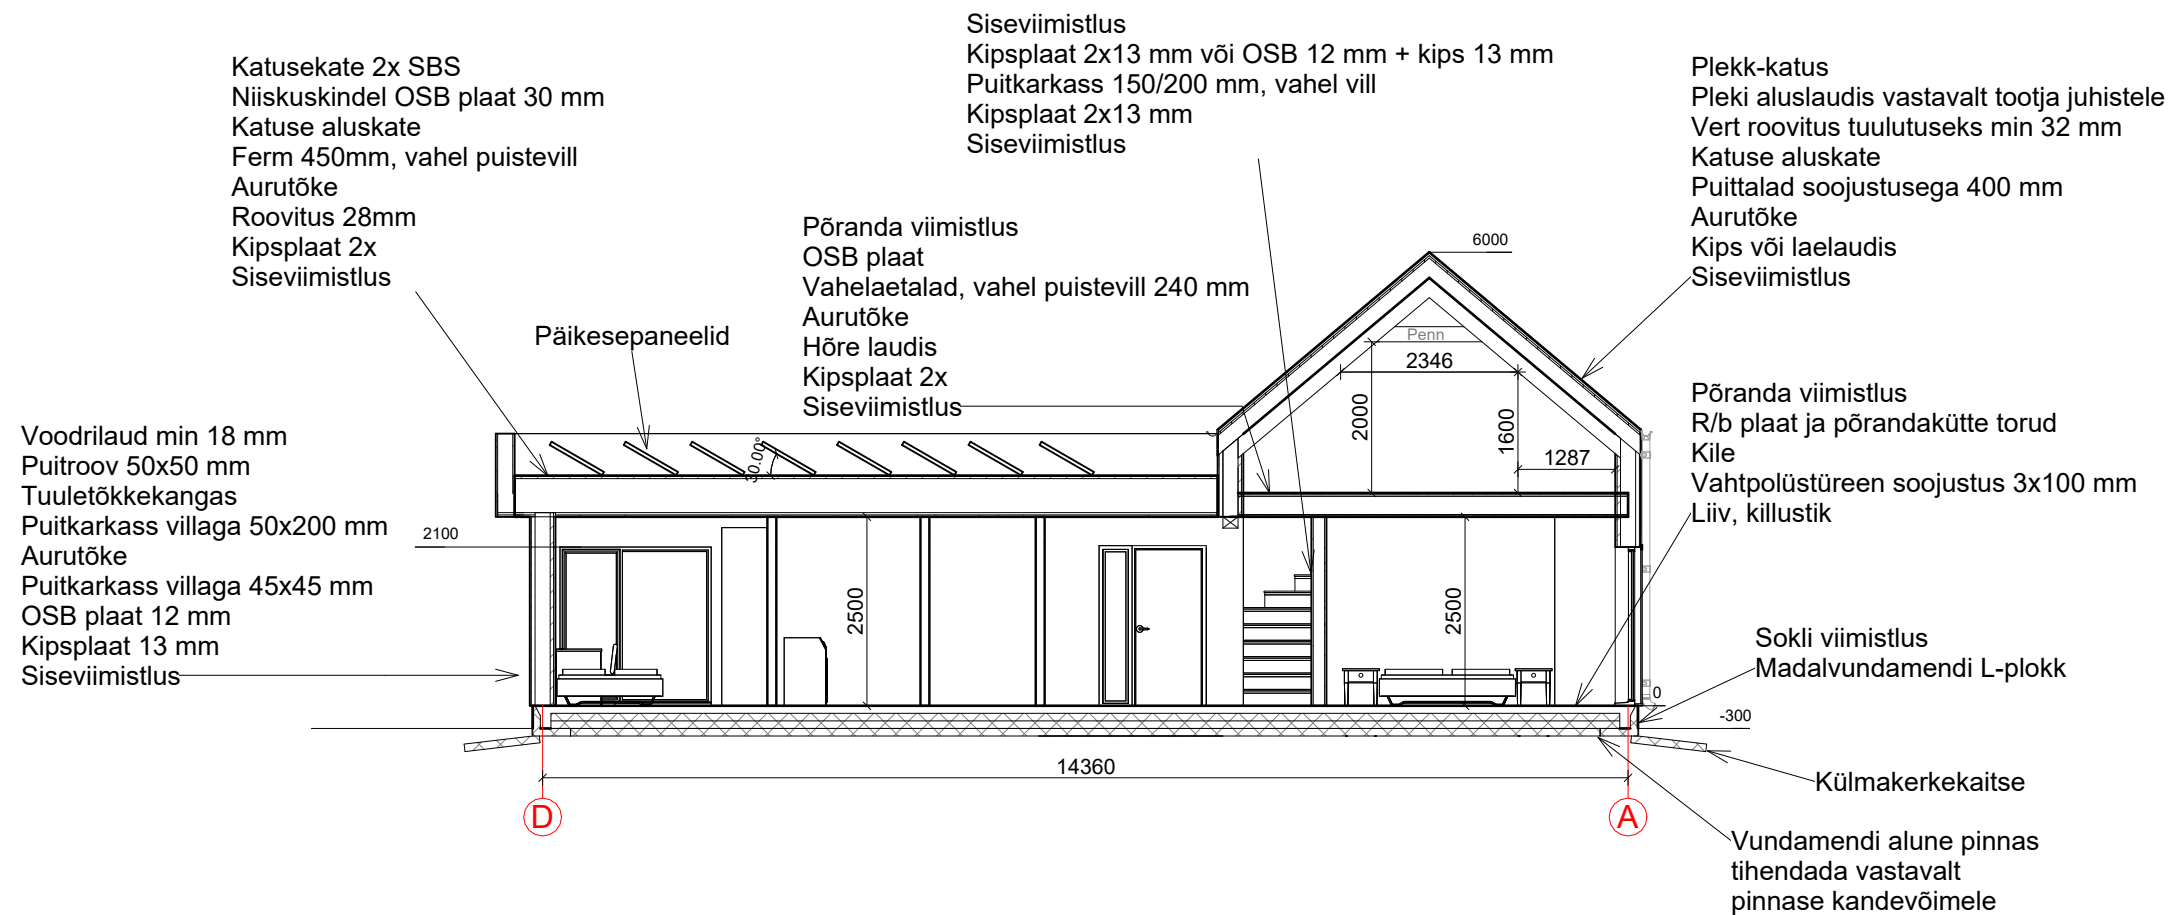 Siseviimistlus
Kipsplaat 2x13 mm või OSB 12 mm + kips 13 mm
Puitkarkass 150/200 mm, vahel vill
Kipsplaat 2x13 mm
Siseviimistlus
Katusekate 2x SBS
Niiskuskindel OSB plaat 30 mm
Katuse aluskate
Ferm 450mm, vahel puistevill
Aurutõke
Roovitus 28mm
Kipsplaat 2x
Siseviimistlus
Plekk-katus
Pleki aluslaudis vastavalt tootja juhistele
Vert roovitus tuulutuseks min 32 mm
Katuse aluskate
Puittalad soojustusega 400 mm
Aurutõke
Kips või laelaudis
Siseviimistlus
Põranda viimistlus
OSB plaat
Vahelaetalad, vahel puistevill 240 mm
Aurutõke
Hõre laudis
Kipsplaat 2x
Siseviimistlus
6000
Päikesepaneelid
Penn
2346
2000
1600
1287
30.00°
Põranda viimistlus
R/b plaat ja põrandakütte torud
Kile
Vahtpolüstüreen soojustus 3x100 mm
Liiv, killustik
Voodrilaud min 18 mm
Puitroov 50x50 mm
Tuuletõkkekangas
Puitkarkass villaga 50x200 mm
Aurutõke
Puitkarkass villaga 45x45 mm
OSB plaat 12 mm
Kipsplaat 13 mm
Siseviimistlus
2100
2500
2500
Sokli viimistlus
Madalvundamendi L-plokk
0
-300
14360
Külmakerkekaitse
D
A
Vundamendi alune pinnas
tihendada vastavalt
pinnase kandevõimele